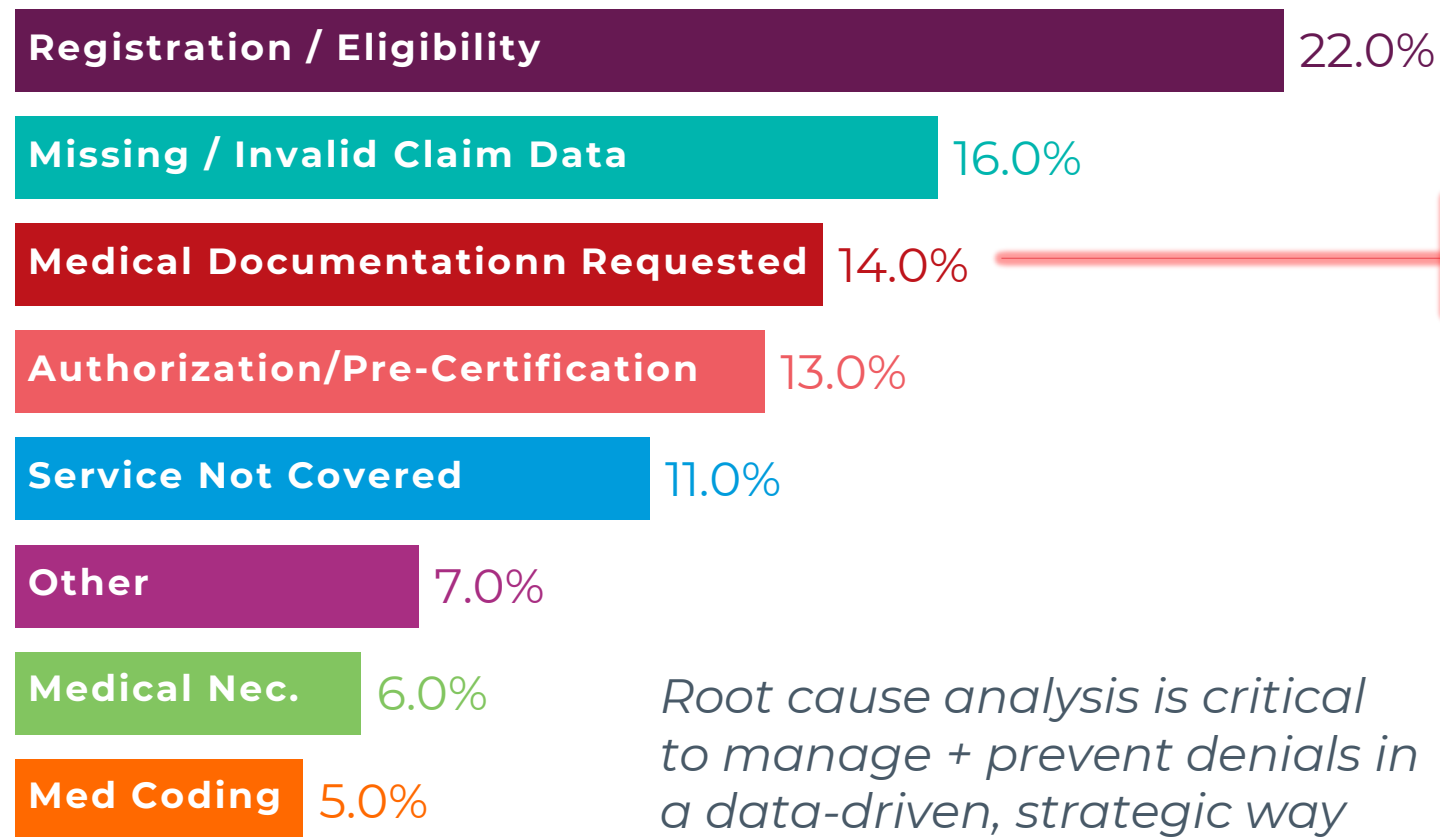 Registration / Eligibility 22.0%
Missing / Invalid Claim Data 16.0%
Medical Documentationn Requested 14.0%
Authorization/Pre-Certification 13.0%
Service Not Covered 11.0%
Other 7.0%
Medical Nec. 6.0%
Med Coding 5.0%
Root cause analysis is critical
to manage + prevent denials in
a data-driven, strategic way